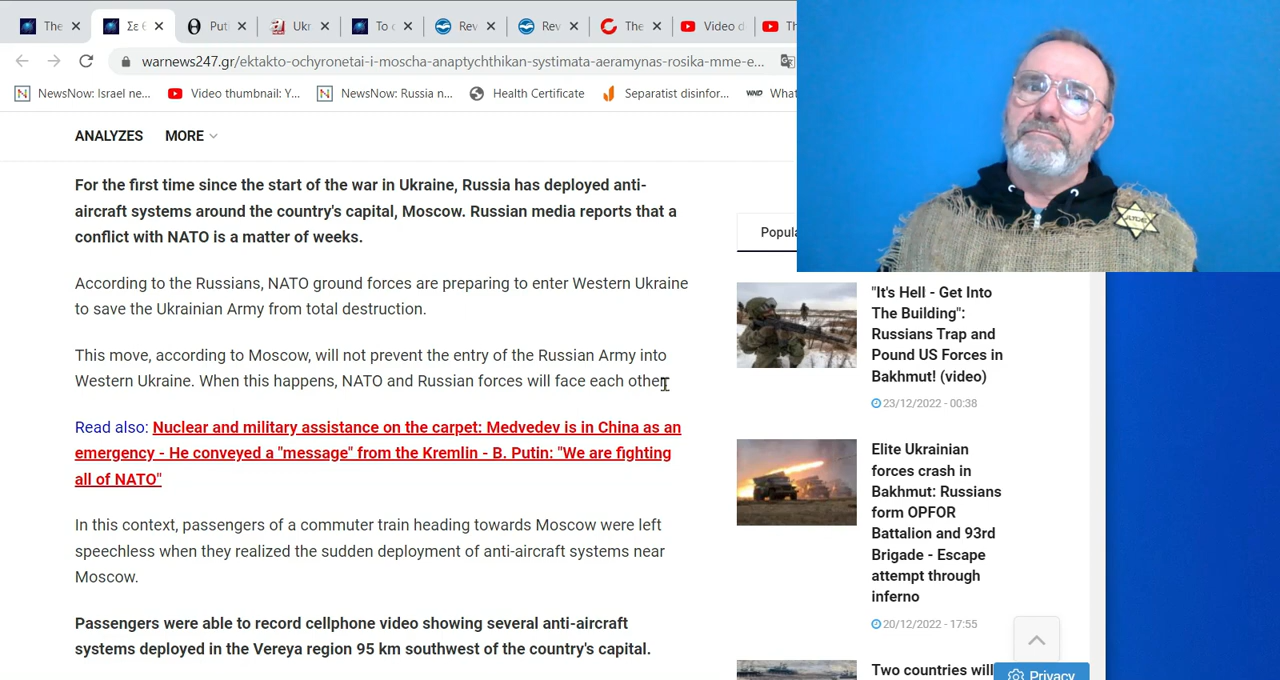 The
Σε έ
Put
Ukr
To c
Rev
Rev
The
Video d
Th
warnews247.gr/ektakto-ochyronetai-i-moscha-anaptychthikan-systimata-aeramynas-rosika-mme-e...
NewsNow: Israel ne...
Video thumbnail: Y...
NewsNow: Russia n...
Health Certificate
Separatist disinfor...
WND
What
ANALYZES
MORE
For the first time since the start of the war in Ukraine, Russia has deployed anti-
aircraft systems around the country's capital, Moscow. Russian media reports that a
conflict with NATO is a matter of weeks.
According to the Russians, NATO ground forces are preparing to enter Western Ukraine
to save the Ukrainian Army from total destruction.
This move, according to Moscow, will not prevent the entry of the Russian Army into
Western Ukraine. When this happens, NATO and Russian forces will face each other.
Read also: Nuclear and military assistance on the carpet: Medvedev is in China as an
emergency - He conveyed a "message" from the Kremlin - B. Putin: "We are fighting
all of NATO"
In this context, passengers of a commuter train heading towards Moscow were left
speechless when they realized the sudden deployment of anti-aircraft systems near
Moscow.
Passengers were able to record cellphone video showing several anti-aircraft
systems deployed in the Vereya region 95 km southwest of the country's capital.
Popula
"It's Hell - Get Into
The Building":
Russians Trap and
Pound US Forces in
Bakhmut! (video)
23/12/2022 - 00:38
Elite Ukrainian
forces crash in
Bakhmut: Russians
form OPFOR
Battalion and 93rd
Brigade - Escape
attempt through
inferno
20/12/2022 - 17:55
Two countries will
Privacy